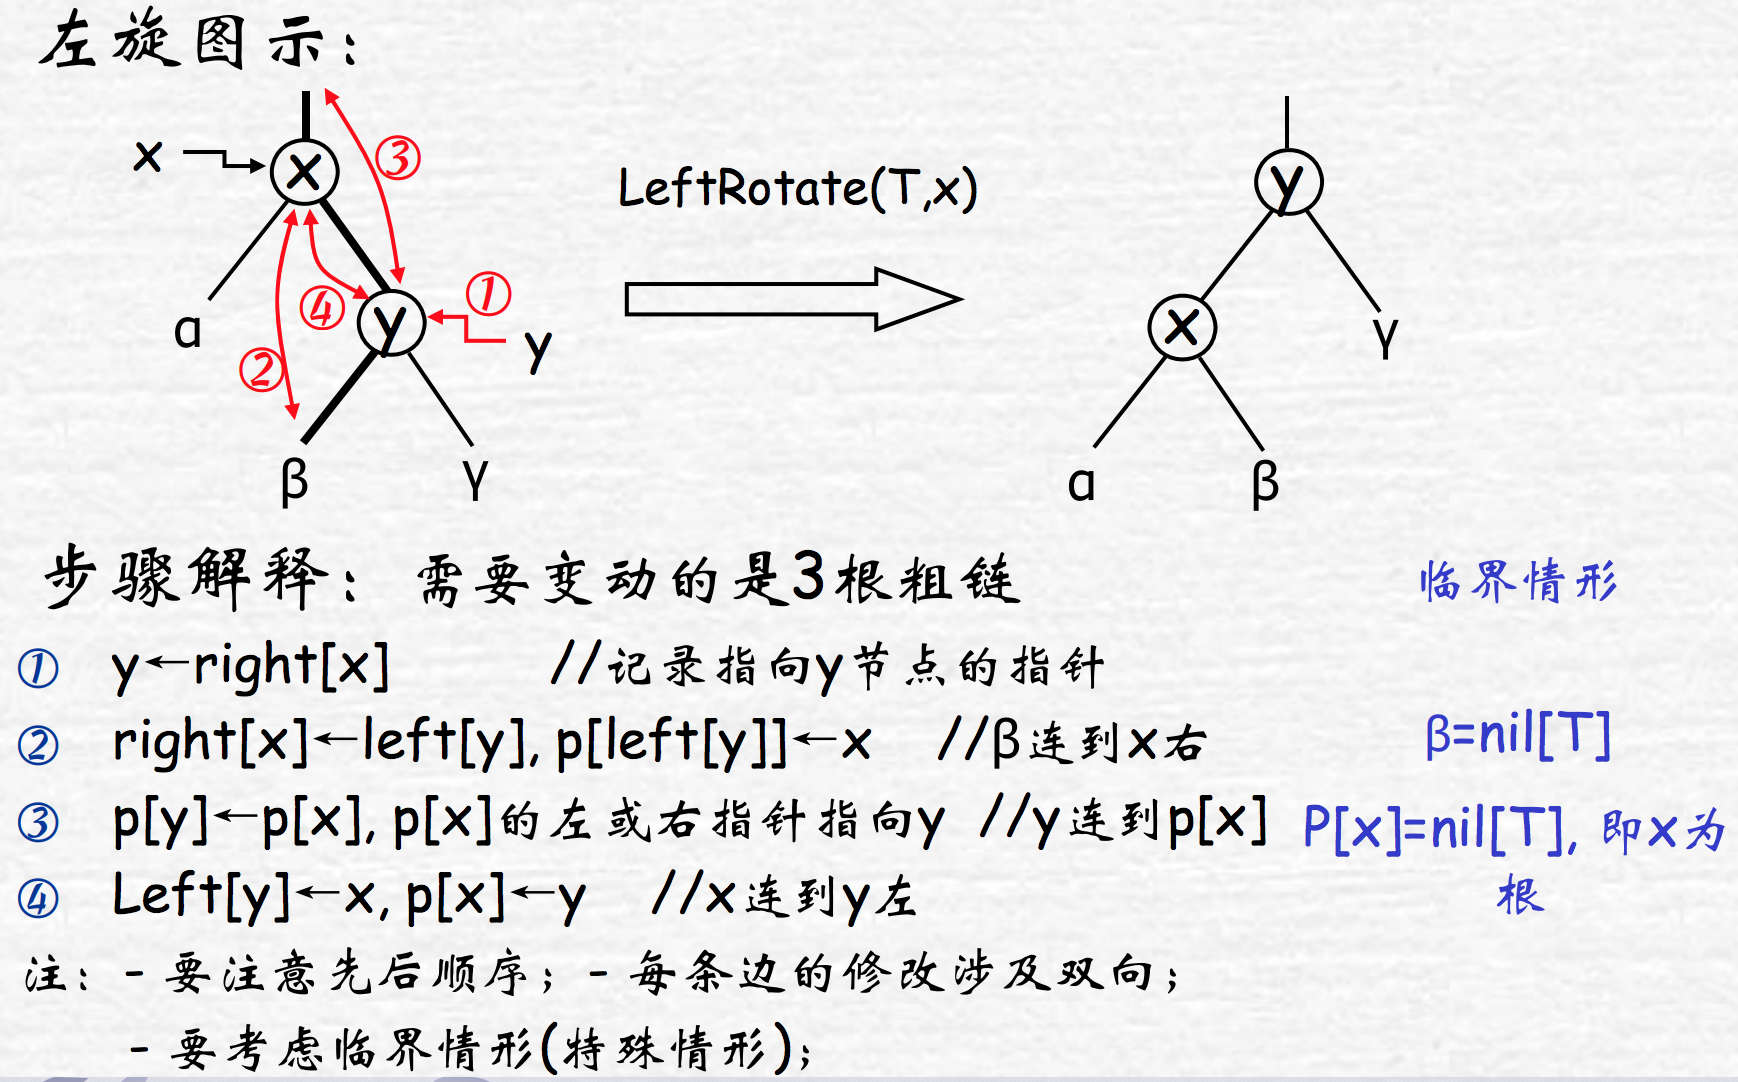 左旋图示：
x
x
③
LeftRotate(T,x)
y
①
④
y
y
x
γ
α
②
β
γ
α
β
步骤解释：需要变动的是3根粗链
临界情形
① y←right[x] //记录指向y节点的指针
② right[x]←left[y], p[left[y]]←x //β连到x右
β=nil[T]
③ p[y]←p[x], p[x]的左或右指针指向y //y连到p[x]
P[x]=nil[T], 即x为
根
④ Left[y]←x, p[x]←y //x连到y左
注：- 要注意先后顺序；- 每条边的修改涉及双向；
- 要考虑临界情形(特殊情形)；